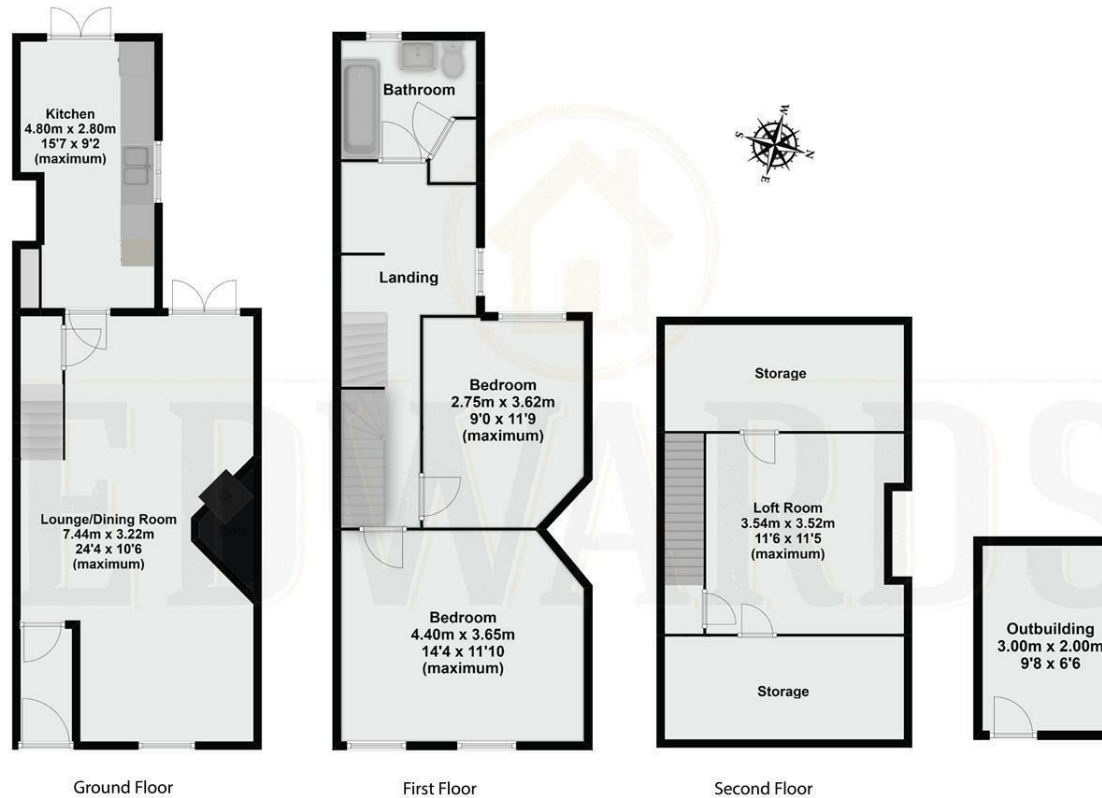 Kitchen
4.80m x 2.80m
15'7 x 9'2
(maximum)
Lounge/Dining Room
7.44m x 3.22m
24'4 x 10'6
(maximum)
Ground Floor
Bathroom
Landing
Bedroom
2.75m x 3.62m
9'0 x 11'9
(maximum)
Bedroom
4.40m x 3.65m
14'4 x 11'10
(maximum)
First Floor
Storage
Loft Room
3.54m x 3.52m
11'6 x 11'5
(maximum)
Storage
Second Floor
Outbuilding
3.00m x 2.00m
9'8 x 6'6
W
N
S
E
EDWARDS